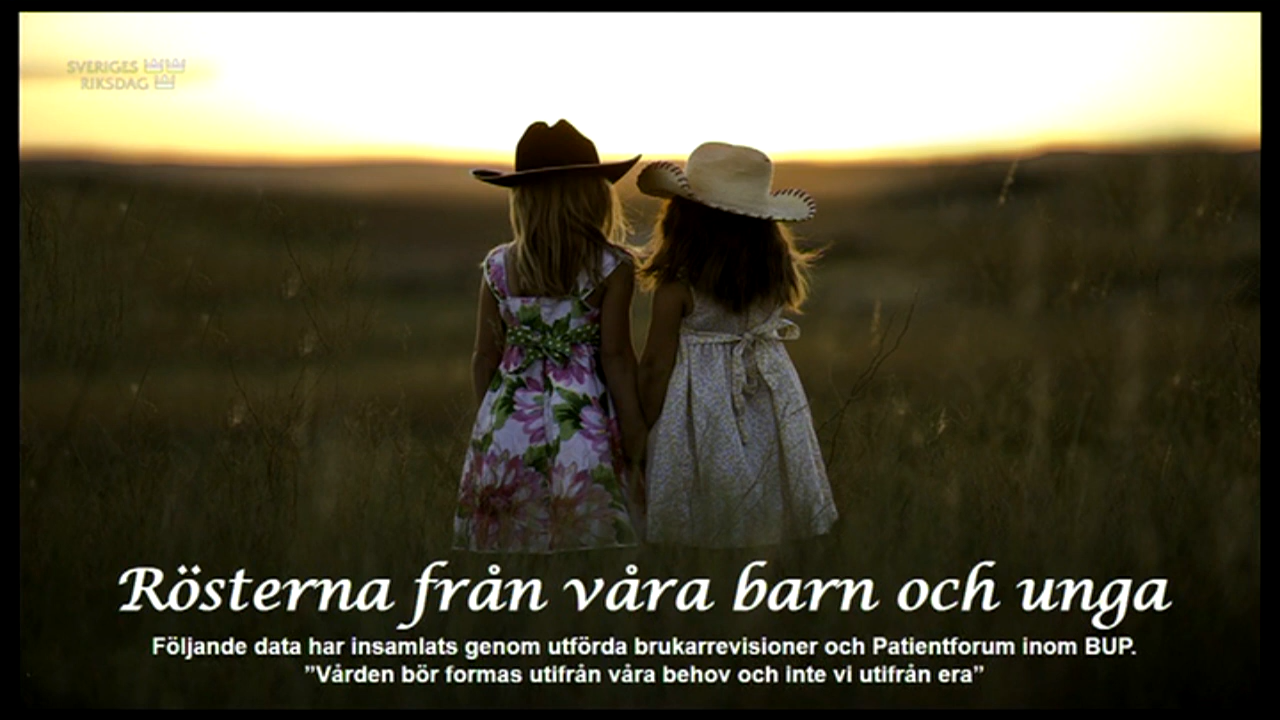 SVERIGES
RIKSDAG
Rösterna från våra barn och unga
Följande data har insamlats genom utförda brukarrevisioner och Patientforum inom BUP.
”Vården bör formas utifrån våra behov och inte vi utifrån era”